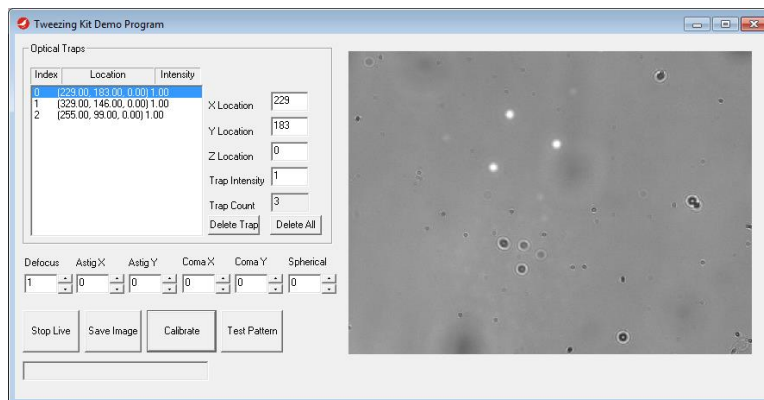 Tweezing Kit Demo Program
Optical Traps
Index Location Intensity
0 (229.00, 183.00, 0.00) 1.00
1 (329.00, 146.00, 0.00) 1.00
2 (255.00, 99.00, 0.00) 1.00
X Location 229
Y Location 183
Z Location 0
Trap Intensity 1
Trap Count 3
Delete Trap Delete All
Defocus Astig X Astig Y Coma X Coma Y Spherical
1 0 0 0 0 0
Stop Live Save Image Calibrate Test Pattern